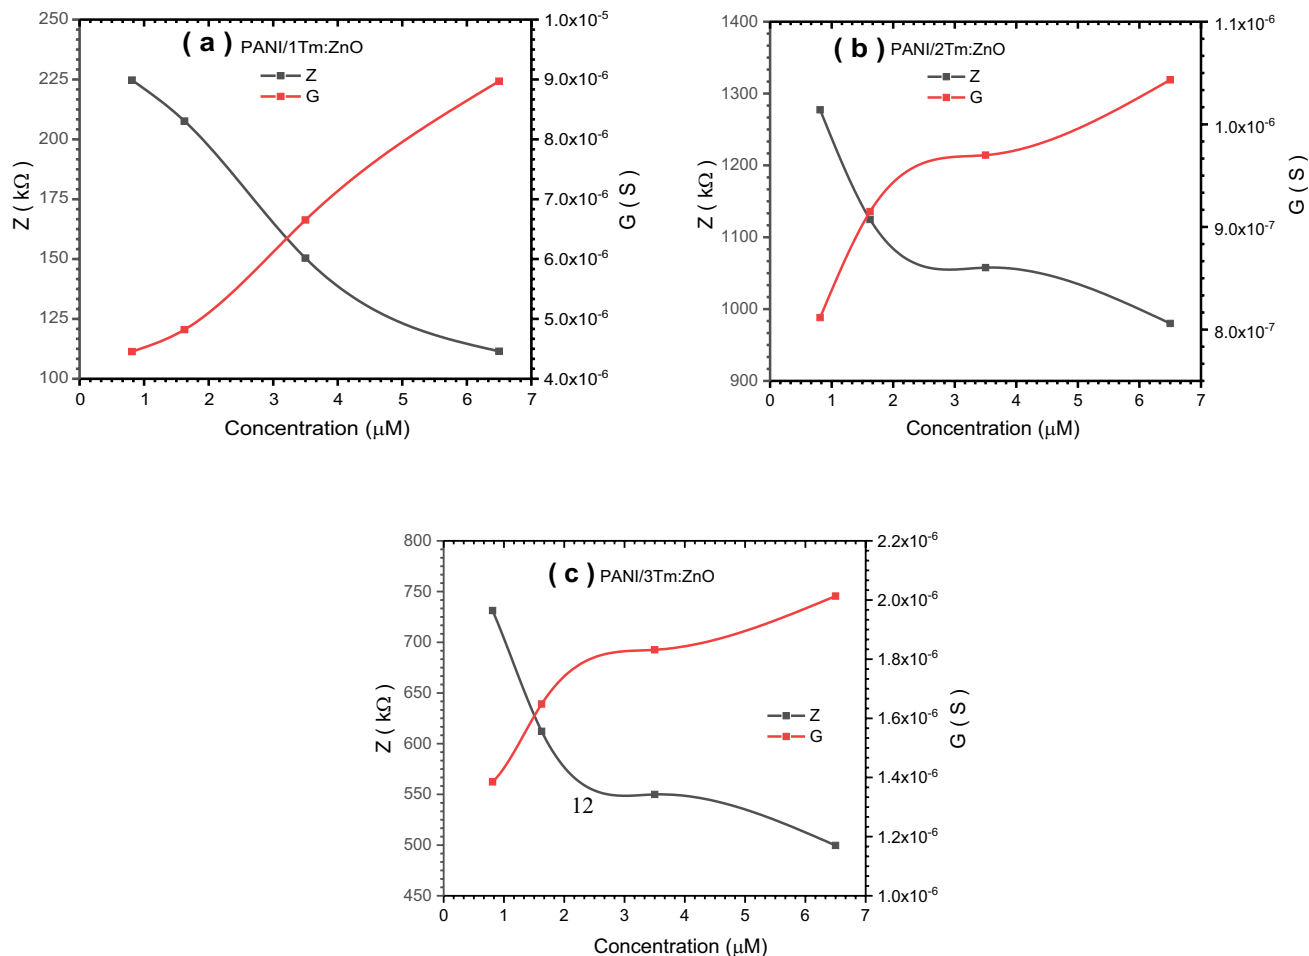 ( a ) PANI/1Tm:ZnO
Z
G
250
225
200
175
150
125
100
Z ( kΩ )
1.0x10⁻⁵
9.0x10⁻⁶
8.0x10⁻⁶
7.0x10⁻⁶
6.0x10⁻⁶
5.0x10⁻⁶
4.0x10⁻⁶
G ( S )
0 1 2 3 4 5 6 7
Concentration (μM)
( b ) PANI/2Tm:ZnO
Z
G
1400
1300
1200
1100
1000
900
Z ( kΩ )
1.1x10⁻⁶
1.0x10⁻⁶
9.0x10⁻⁷
8.0x10⁻⁷
G ( S )
0 1 2 3 4 5 6 7
Concentration (μM)
( c ) PANI/3Tm:ZnO
Z
G
800
750
700
650
600
550
500
450
Z ( kΩ )
12
2.2x10⁻⁶
2.0x10⁻⁶
1.8x10⁻⁶
1.6x10⁻⁶
1.4x10⁻⁶
1.2x10⁻⁶
1.0x10⁻⁶
G ( S )
0 1 2 3 4 5 6 7
Concentration (μM)